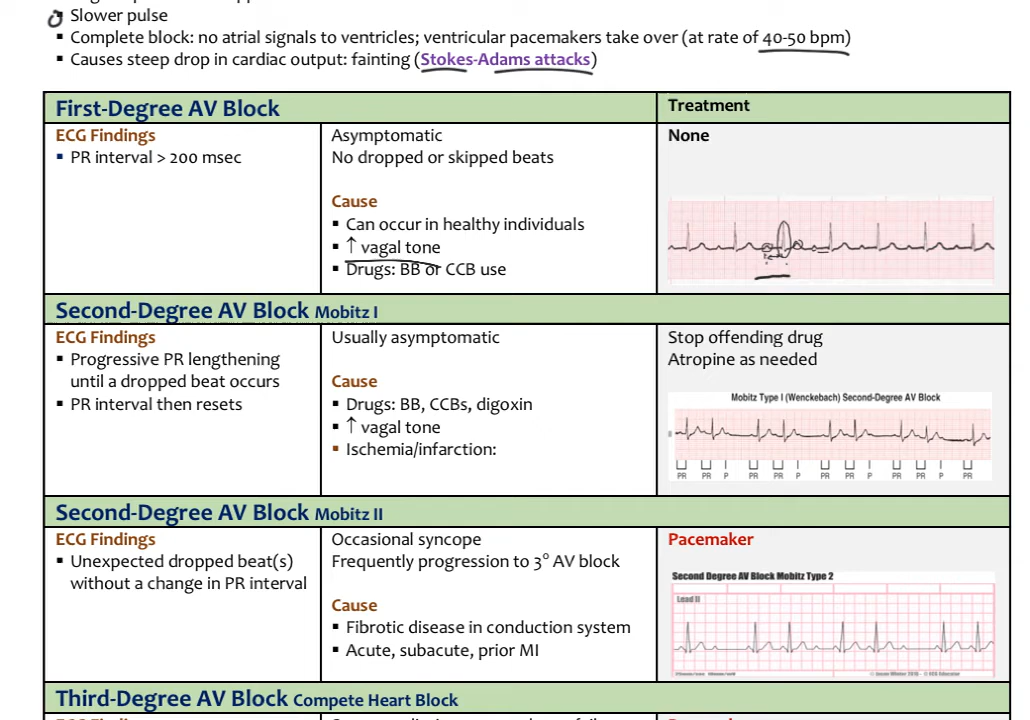 Slower pulse
Complete block: no atrial signals to ventricles; ventricular pacemakers take over (at rate of 40-50 bpm)
Causes steep drop in cardiac output: fainting (Stokes-Adams attacks)
First-Degree AV Block
Treatment
ECG Findings
PR interval > 200 msec
Asymptomatic
No dropped or skipped beats
Cause
Can occur in healthy individuals
↑ vagal tone
Drugs: BB or CCB use
None
Second-Degree AV Block Mobitz I
ECG Findings
Progressive PR lengthening
until a dropped beat occurs
PR interval then resets
Usually asymptomatic
Cause
Drugs: BB, CCBs, digoxin
↑ vagal tone
Ischemia/infarction:
Stop offending drug
Atropine as needed
Mobitz Type I (Wenckebach) Second-Degree AV Block
II
PR PR P PR PR P PR PR P PR PR P PR
Second-Degree AV Block Mobitz II
ECG Findings
Unexpected dropped beat(s)
without a change in PR interval
Occasional syncope
Frequently progression to 3° AV block
Cause
Fibrotic disease in conduction system
Acute, subacute, prior MI
Pacemaker
Second Degree AV Block Mobitz Type 2
Lead II
Third-Degree AV Block Compete Heart Block